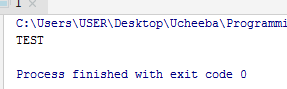 C:\Users\USER\Desktop\Ucheeba\Programmi
TEST
Process finished with exit code 0